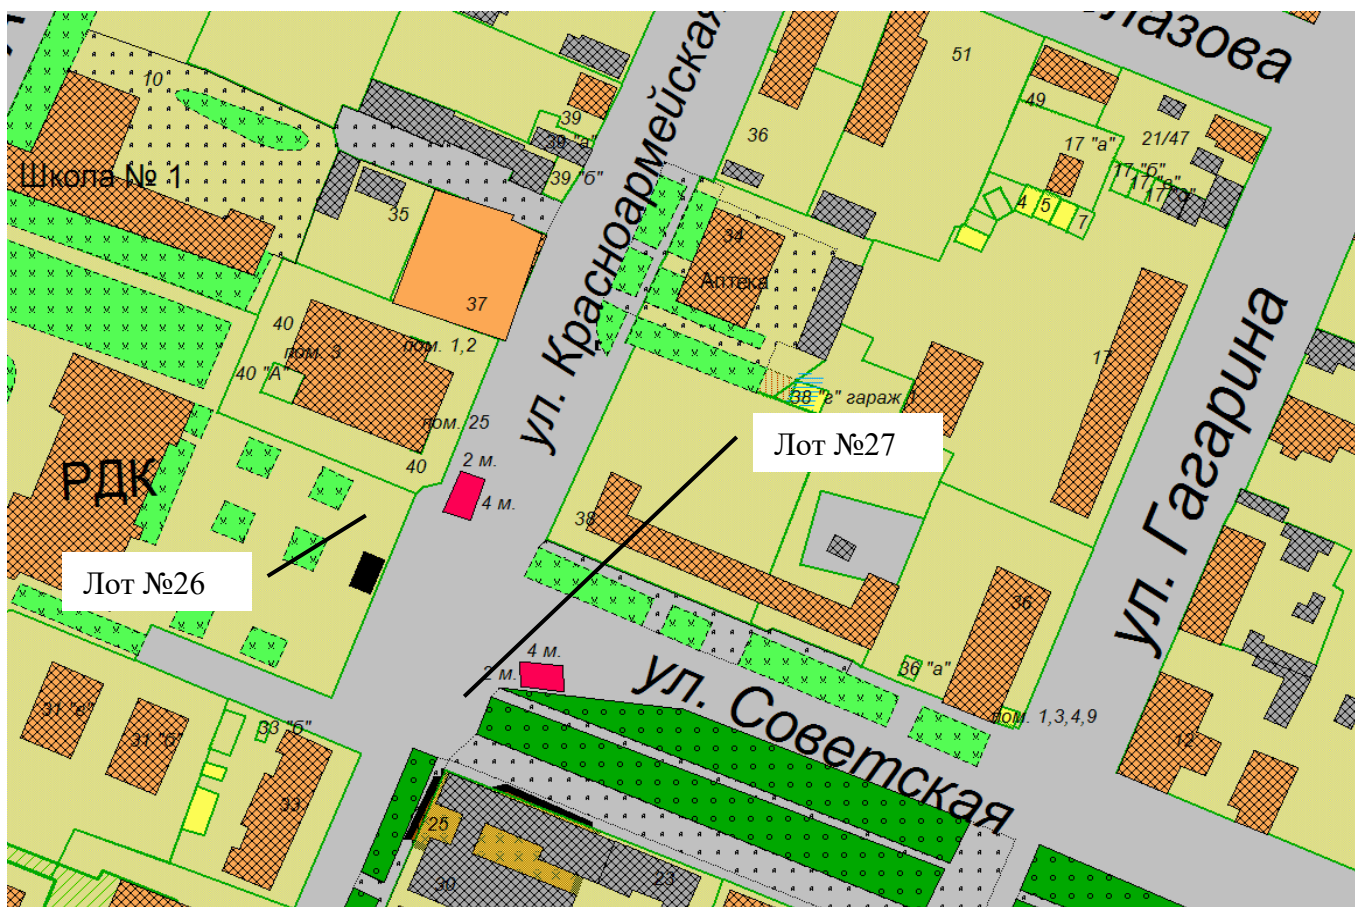 лазова
10
51
49
39
39 "а"
39 "б"
36
17 "а"
21/47
17 "б"
17 "в"
Школа № 1
35
4
5
7
34
Аптека
ул. Красноармейская
37
40
пом. 3
пом. 1,2
40 "А"
17
38 "г" гараж 1
ул. Гагарина
пом. 25
Лот №27
40
2 м.
4 м.
РДК
38
Лот №26
36
4 м.
2 м.
36 "а"
ул. Советская
31 "в"
31 "б"
33 "б"
пом. 1,3,4,9
12
33
25
30
23